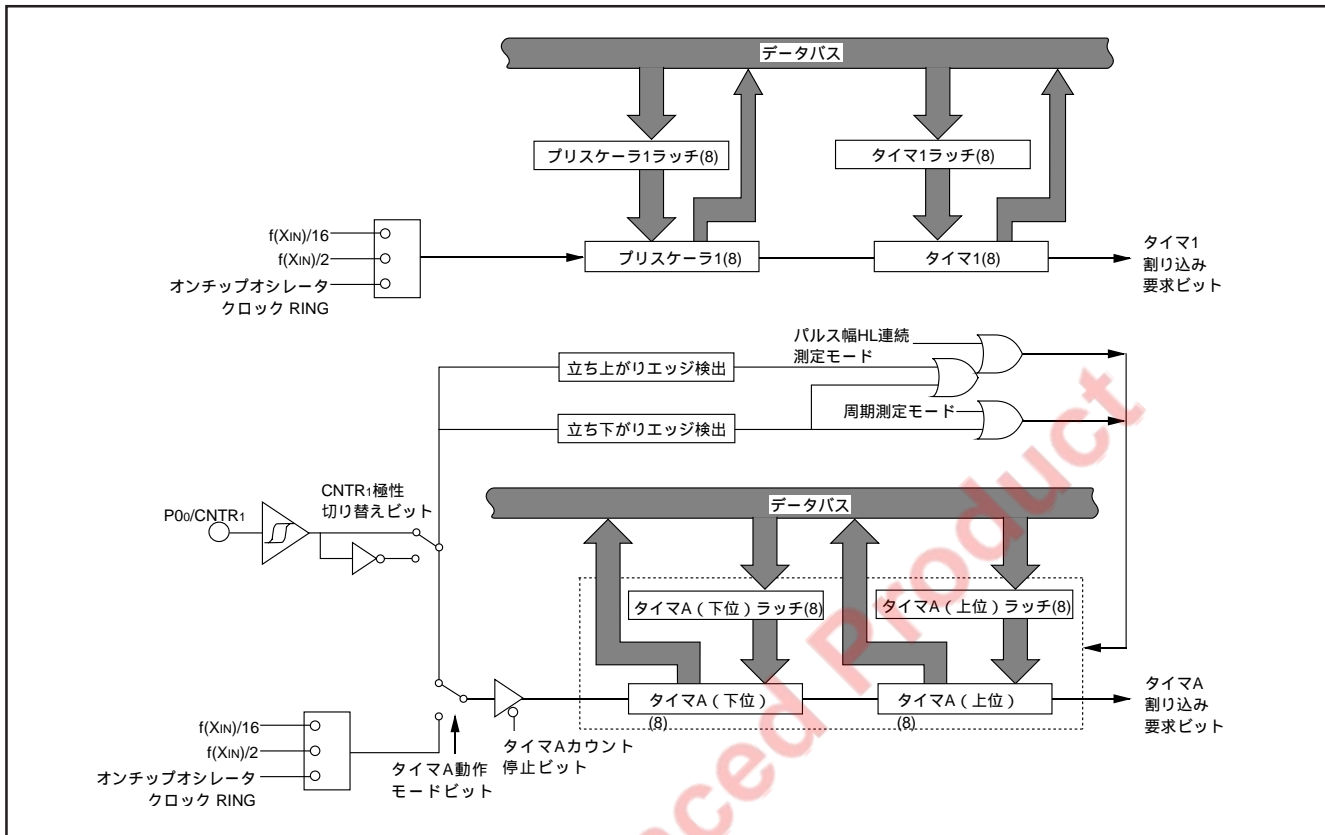 データバス
プリスケーラ1ラッチ(8)
タイマ1ラッチ(8)
f(XIN)/16
f(XIN)/2
オンチップオシレータ
クロック RING
プリスケーラ1(8)
タイマ1(8)
タイマ1
割り込み
要求ビット
パルス幅HL連続
測定モード
立ち上がりエッジ検出
周期測定モード
立ち下がりエッジ検出
CNTR1極性
切り替えビット
P00/CNTR1
データバス
タイマA（下位）ラッチ(8)
タイマA（上位）ラッチ(8)
タイマA（下位）
(8)
タイマA（上位）
(8)
タイマA
割り込み
要求ビット
f(XIN)/16
f(XIN)/2
オンチップオシレータ
クロック RING
タイマA動作
モードビット
タイマAカウント
停止ビット
nced Product